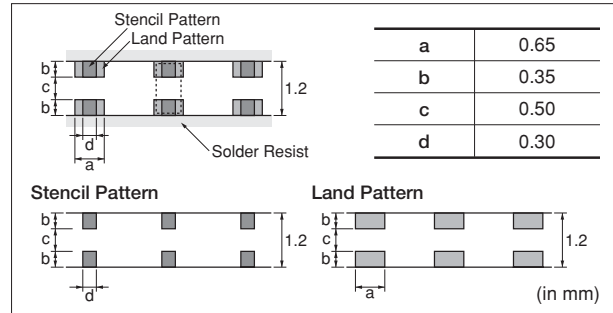 Stencil Pattern
Land Pattern
b
c
b
1.2
d
a
Solder Resist
a 0.65
b 0.35
c 0.50
d 0.30
Stencil Pattern
b
c
b
1.2
d
Land Pattern
b
c
b
1.2
a
(in mm)